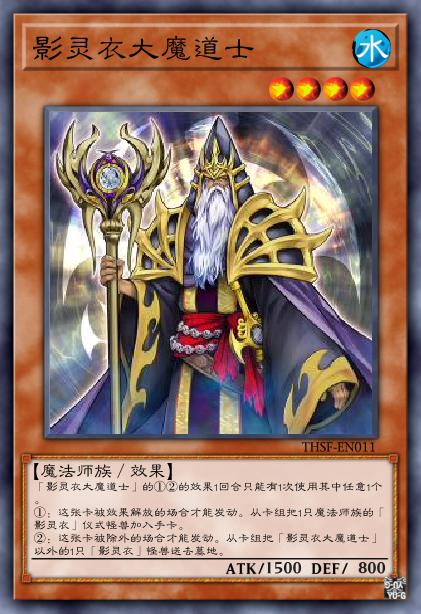 影灵衣大魔道士
水
THSF-EN011
【魔法师族／效果】
「影灵衣大魔道士」的①②的效果1回合只能有1次使用其中任意1个
。
①：这张卡被效果解放的场合才能发动。从卡组把1只魔法师族的「
影灵衣」仪式怪兽加入手卡。
②：这张卡被除外的场合才能发动。从卡组把「影灵衣大魔道士」
以外的1只「影灵衣」怪兽送去墓地。
ATK/1500 DEF/ 800